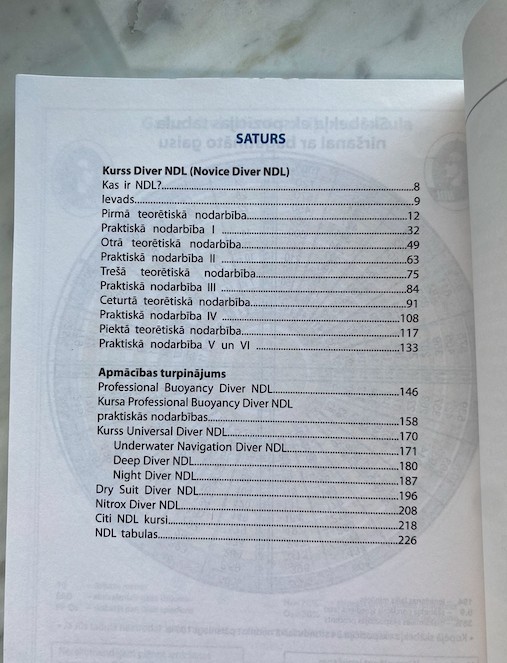 SATURS
Kurss Diver NDL (Novice Diver NDL)
Kas ir NDL?....................8
Ievads....................9
Pirmā teorētiskā nodarbība....................12
Praktiskā nodarbība I ....................32
Otrā teorētiskā nodarbība....................49
Praktiskā nodarbība II ....................63
Trešā teorētiskā nodarbība....................75
Praktiskā nodarbība III ....................84
Ceturtā teorētiskā nodarbība....................91
Praktiskā nodarbība IV ....................108
Piektā teorētiskā nodarbība....................117
Praktiskā nodarbība V un VI ....................133
Apmācības turpinājums
Professional Buoyancy Diver NDL....................146
Kursa Professional Buoyancy Diver NDL
praktiskās nodarbības....................158
Kurss Universal Diver NDL....................170
Underwater Navigation Diver NDL....................171
Deep Diver NDL....................180
Night Diver NDL....................187
Dry Suit Diver NDL....................196
Nitrox Diver NDL....................208
Citi NDL kursi....................218
NDL tabulas....................226